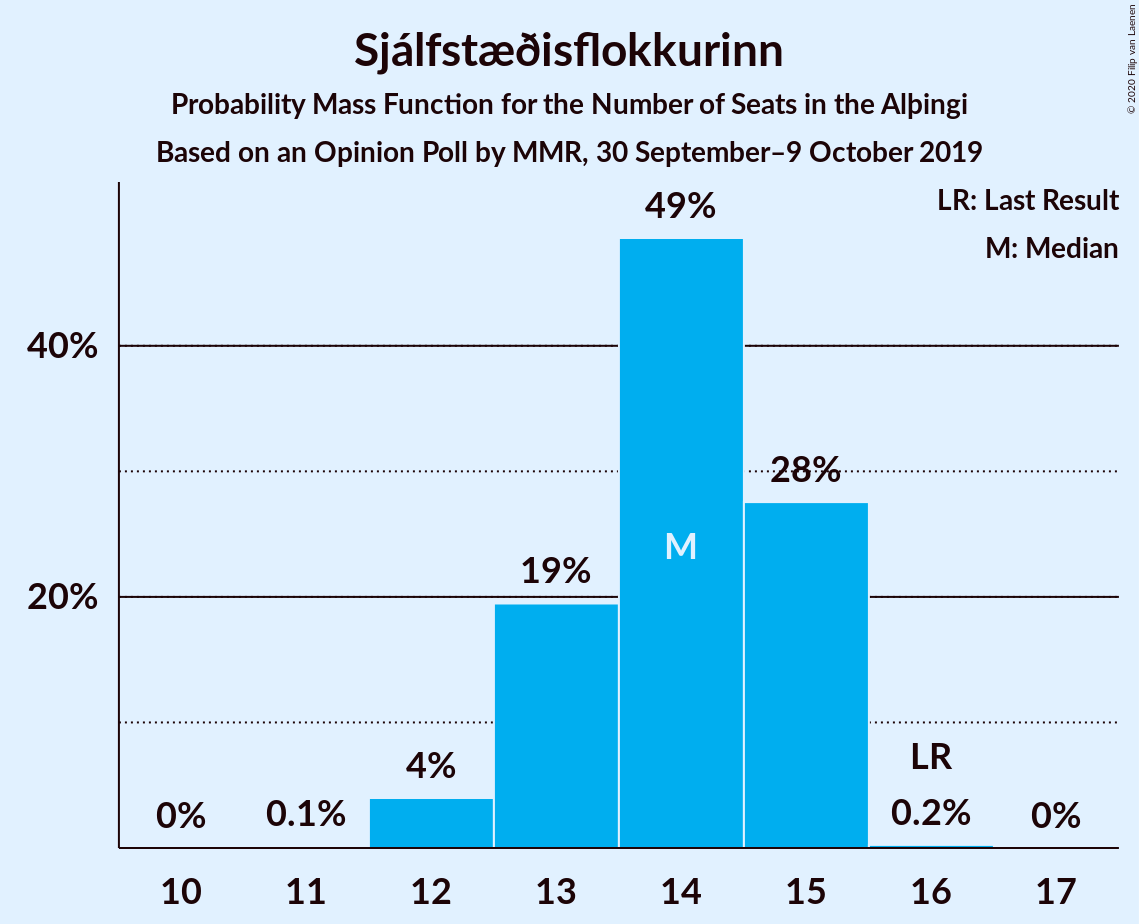 Sjálfstæðisflokkurinn
Probability Mass Function for the Number of Seats in the Alþingi
Based on an Opinion Poll by MMR, 30 September–9 October 2019
© 2020 Filip van Laenen
LR: Last Result
M: Median
40%
20%
0%
0.1%
4%
19%
49%
M
28%
LR
0.2%
0%
10 11 12 13 14 15 16 17